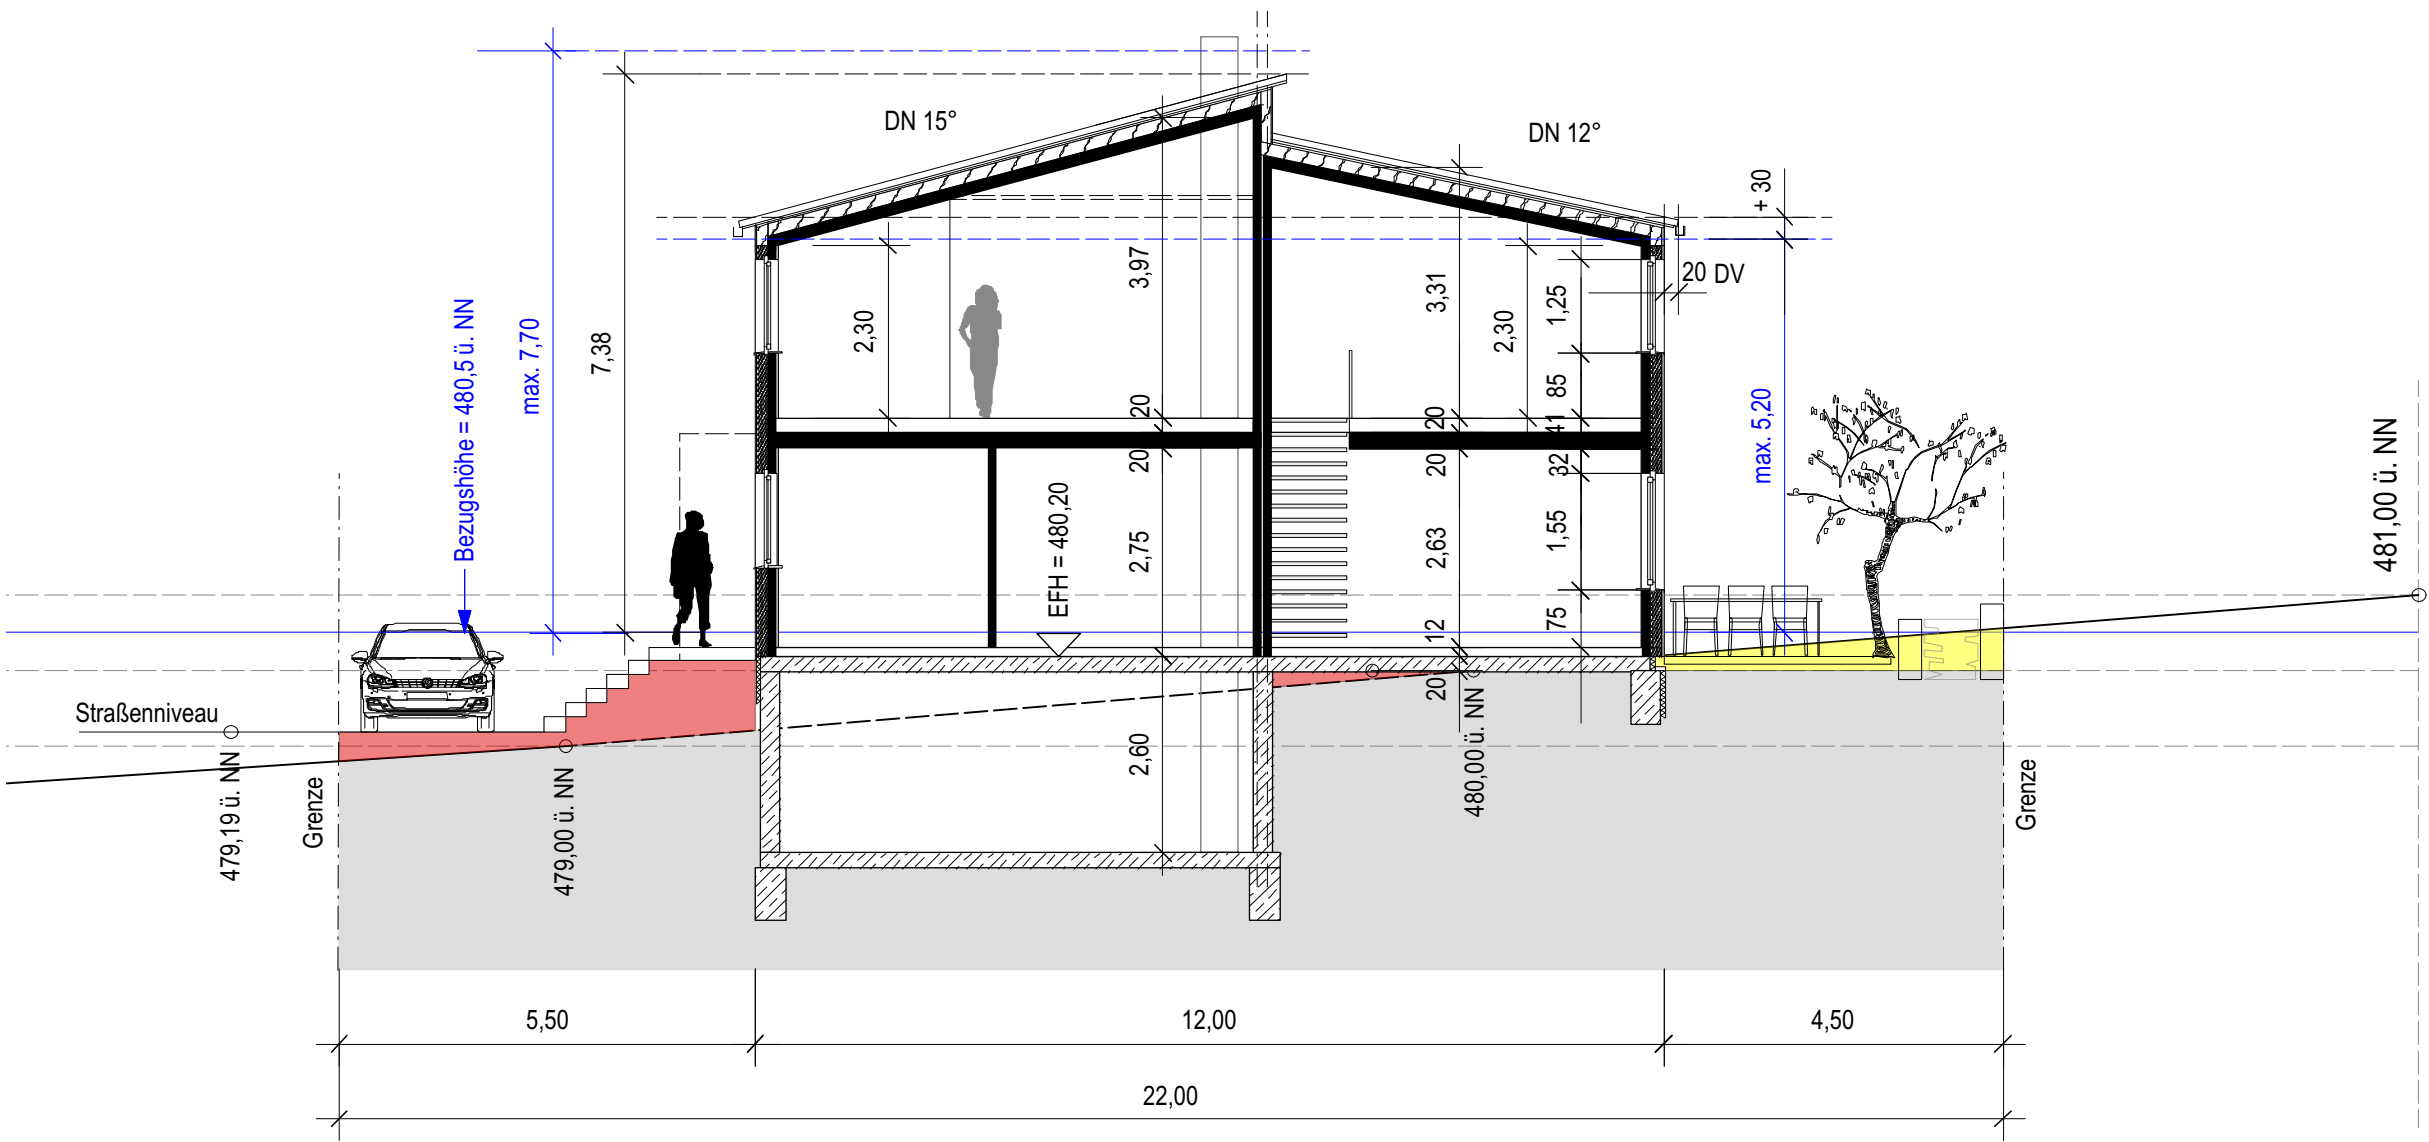 DN 15°
DN 12°
+ 30
20 DV
Bezugshöhe = 480,5 ü. NN
max. 7,70
7,38
2,30
3,97
3,31
2,30
1,25
85
41
32
1,55
75
20
20
2,75
2,60
20
20
2,63
12
20
EFH = 480,20
max. 5,20
481,00 ü. NN
Straßenniveau
479,19 ü. NN
Grenze
479,00 ü. NN
480,00 ü. NN
Grenze
5,50
12,00
4,50
22,00